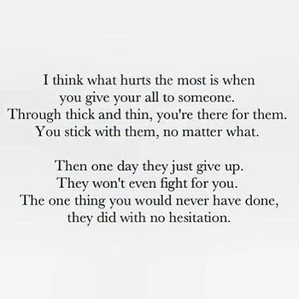 I think what hurts the most is when
you give your all to someone.
Through thick and thin, you're there for them.
You stick with them, no matter what.
Then one day they just give up.
They won't even fight for you.
The one thing you would never have done,
they did with no hesitation.